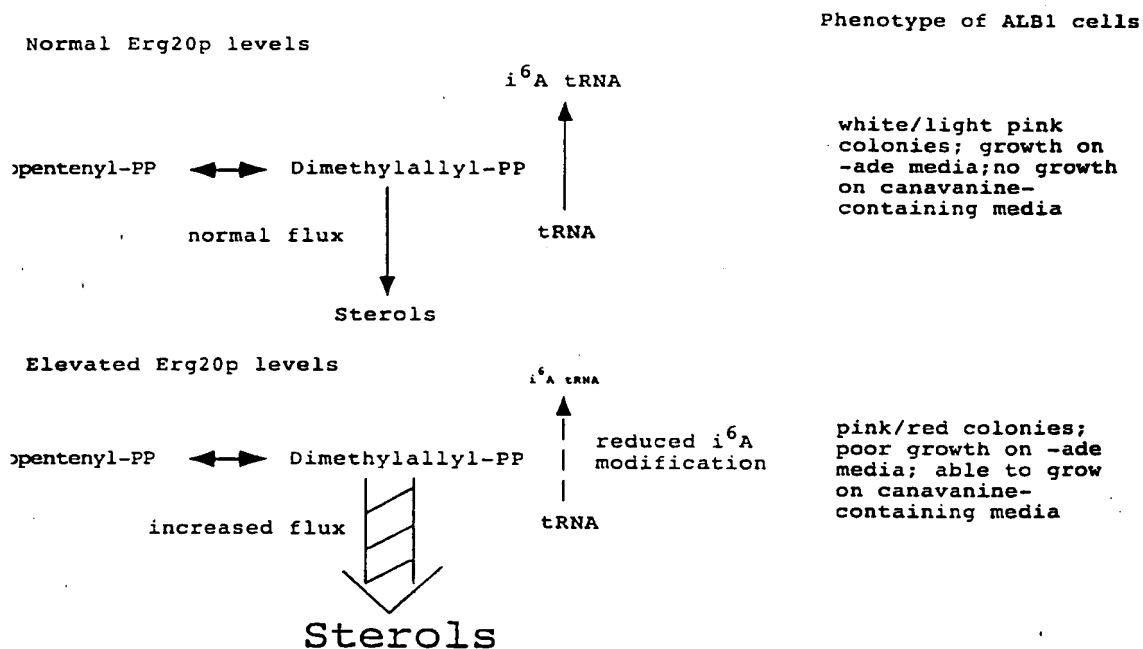 Phenotype of ALB1 cells
Normal Erg20p levels
i⁶A tRNA
white/light pink
colonies; growth on
-ade media;no growth
on canavanine-
containing media
opentenyl-PP
Dimethylallyl-PP
tRNA
normal flux
Sterols
Elevated Erg20p levels
i⁶A tRNA
reduced i⁶A
modification
pink/red colonies;
poor growth on -ade
media; able to grow
on canavanine-
containing media
opentenyl-PP
Dimethylallyl-PP
tRNA
increased flux
Sterols